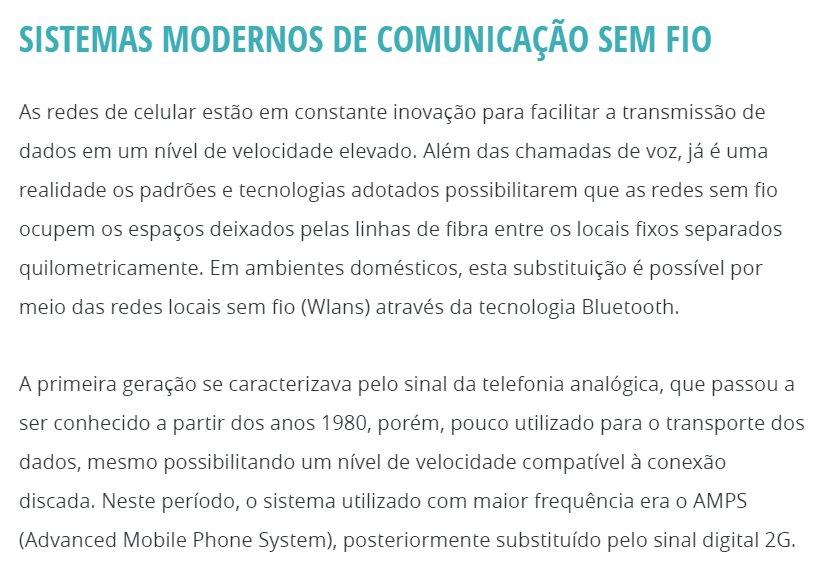 SISTEMAS MODERNOS DE COMUNICAÇÃO SEM FIO
As redes de celular estão em constante inovação para facilitar a transmissão de
dados em um nível de velocidade elevado. Além das chamadas de voz, já é uma
realidade os padrões e tecnologias adotados possibilitarem que as redes sem fio
ocupem os espaços deixados pelas linhas de fibra entre os locais fixos separados
quilometricamente. Em ambientes domésticos, esta substituição é possível por
meio das redes locais sem fio (Wlans) através da tecnologia Bluetooth.
A primeira geração se caracterizava pelo sinal da telefonia analógica, que passou a
ser conhecido a partir dos anos 1980, porém, pouco utilizado para o transporte dos
dados, mesmo possibilitando um nível de velocidade compatível à conexão
discada. Neste período, o sistema utilizado com maior frequência era o AMPS
(Advanced Mobile Phone System), posteriormente substituído pelo sinal digital 2G.